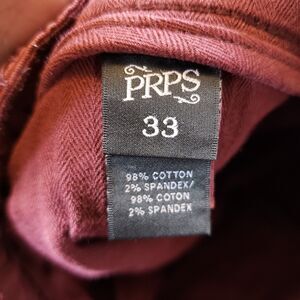 PRPS
33
98% COTTON
2% SPANDEX/
98% COTON
2% SPANDEX